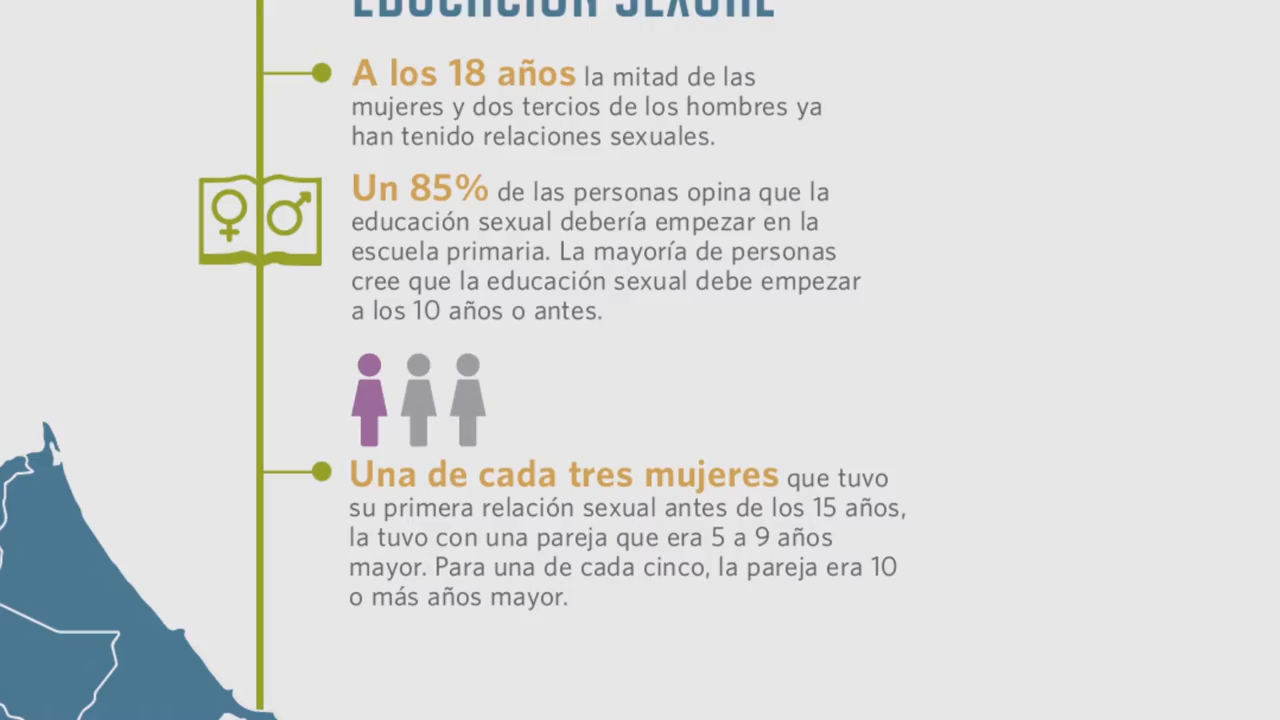 EDUCACIÓN SEXUAL
A los 18 años la mitad de las
mujeres y dos tercios de los hombres ya
han tenido relaciones sexuales.
Un 85% de las personas opina que la
educación sexual debería empezar en la
escuela primaria. La mayoría de personas
cree que la educación sexual debe empezar
a los 10 años o antes.
Una de cada tres mujeres que tuvo
su primera relación sexual antes de los 15 años,
la tuvo con una pareja que era 5 a 9 años
mayor. Para una de cada cinco, la pareja era 10
o más años mayor.